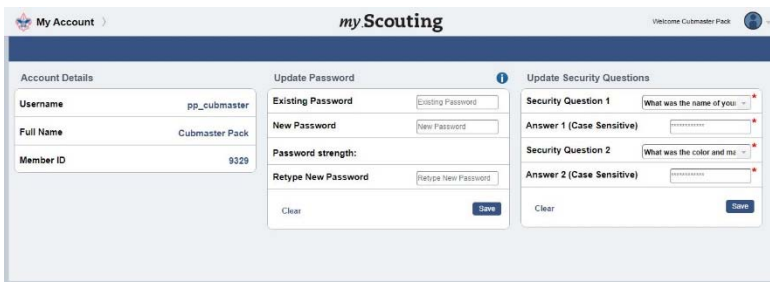 My Account
my.Scouting
Welcome Cubmaster Pack
Account Details
Username pp_cubmaster
Full Name Cubmaster Pack
Member ID 9329
Update Password
Existing Password Existing Password
New Password New Password
Password strength:
Retype New Password Retype New Password
Clear Save
Update Security Questions
Security Question 1 What was the name of your *
Answer 1 (Case Sensitive) ************ *
Security Question 2 What was the color and ma *
Answer 2 (Case Sensitive) ************ *
Clear Save